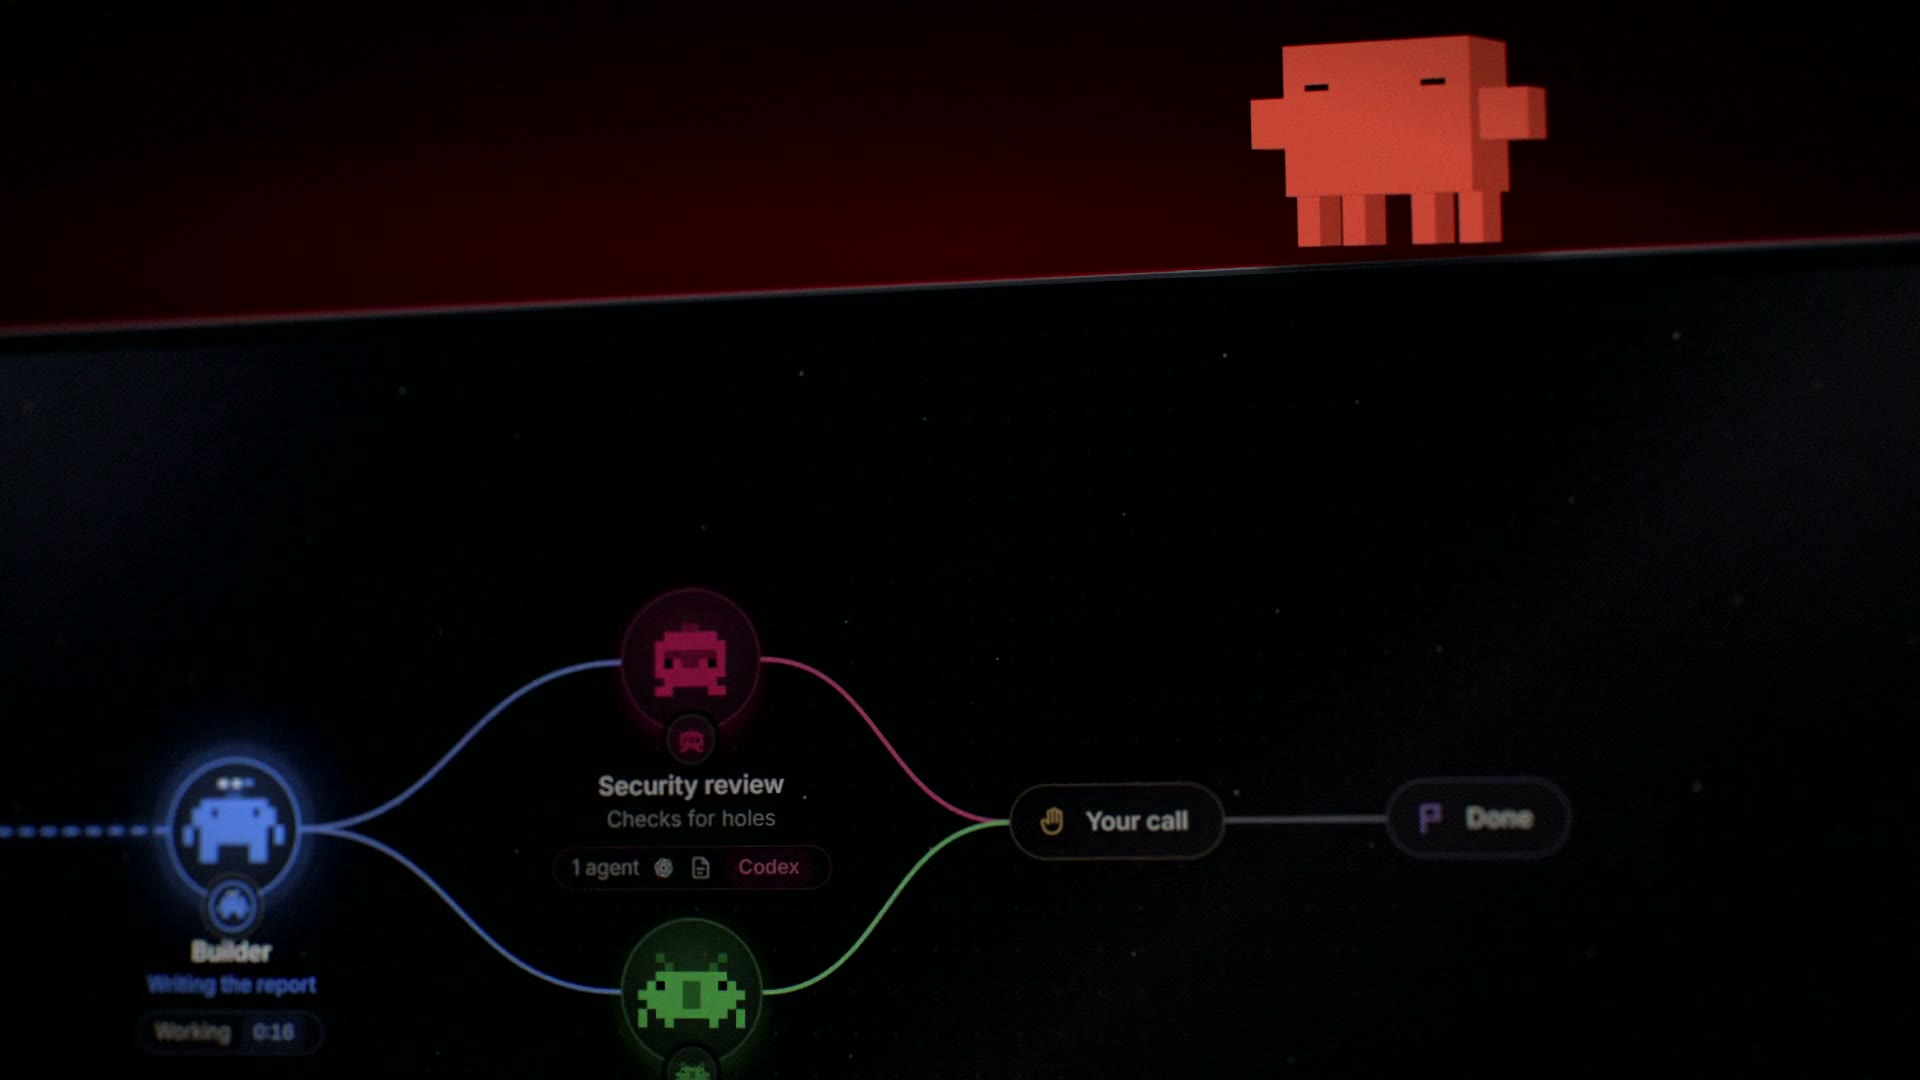 Security review
Checks for holes
1 agent Codex
Your call
Done
Builder
Writing the report
Working 0:16